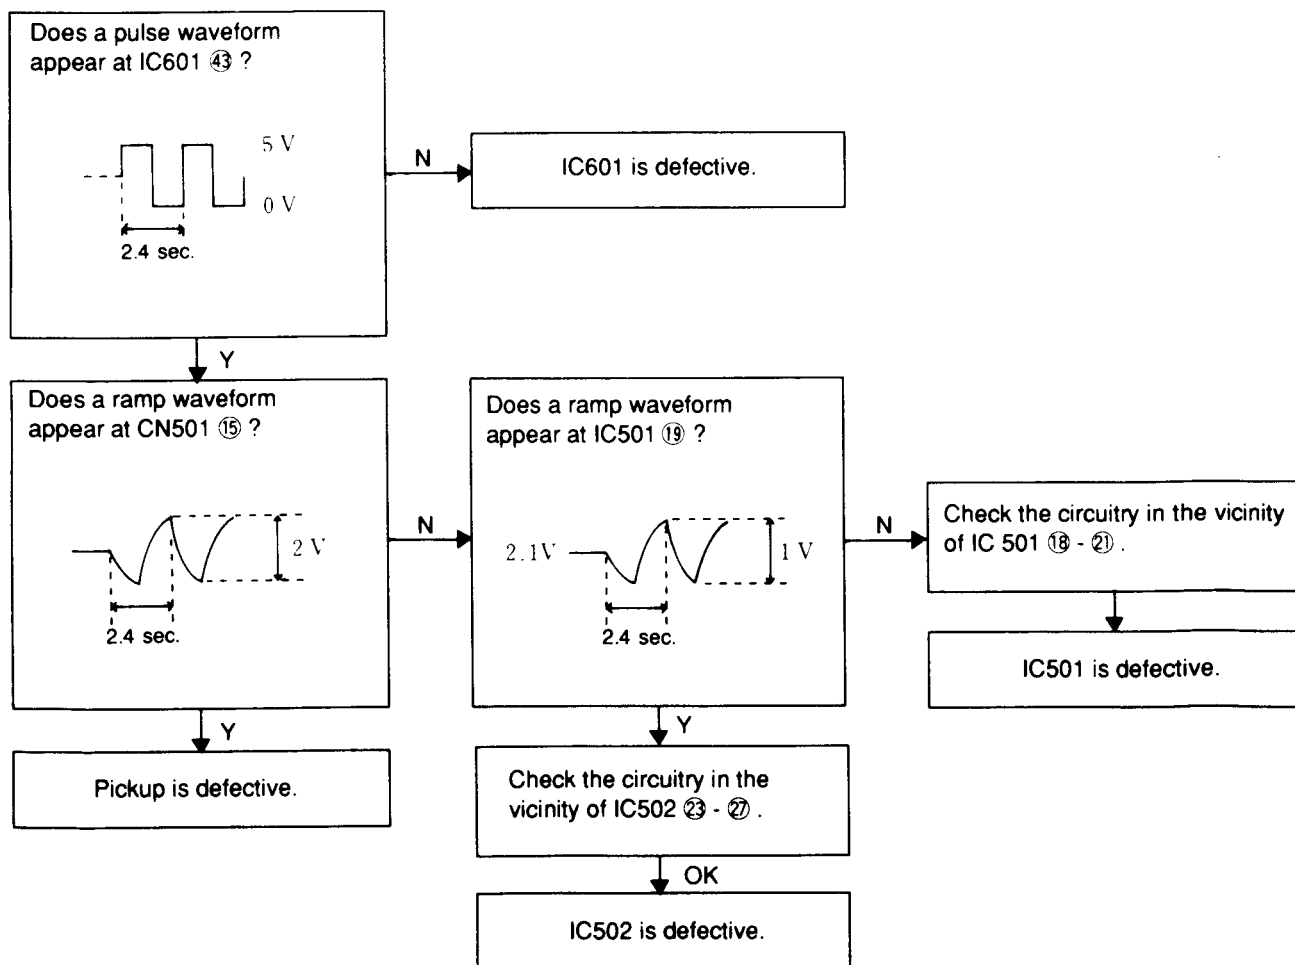 Does a pulse waveform
appear at IC601 ㊸ ?
5 V
0 V
2.4 sec.
N
IC601 is defective.
Y
Does a ramp waveform
appear at CN501 ⑮ ?
2 V
2.4 sec.
N
Does a ramp waveform
appear at IC501 ⑲ ?
2.1V
1 V
2.4 sec.
N
Check the circuitry in the vicinity
of IC 501 ⑱ - ㉑ .
IC501 is defective.
Y
Pickup is defective.
Y
Check the circuitry in the
vicinity of IC502 ㉓ - ㉗ .
OK
IC502 is defective.